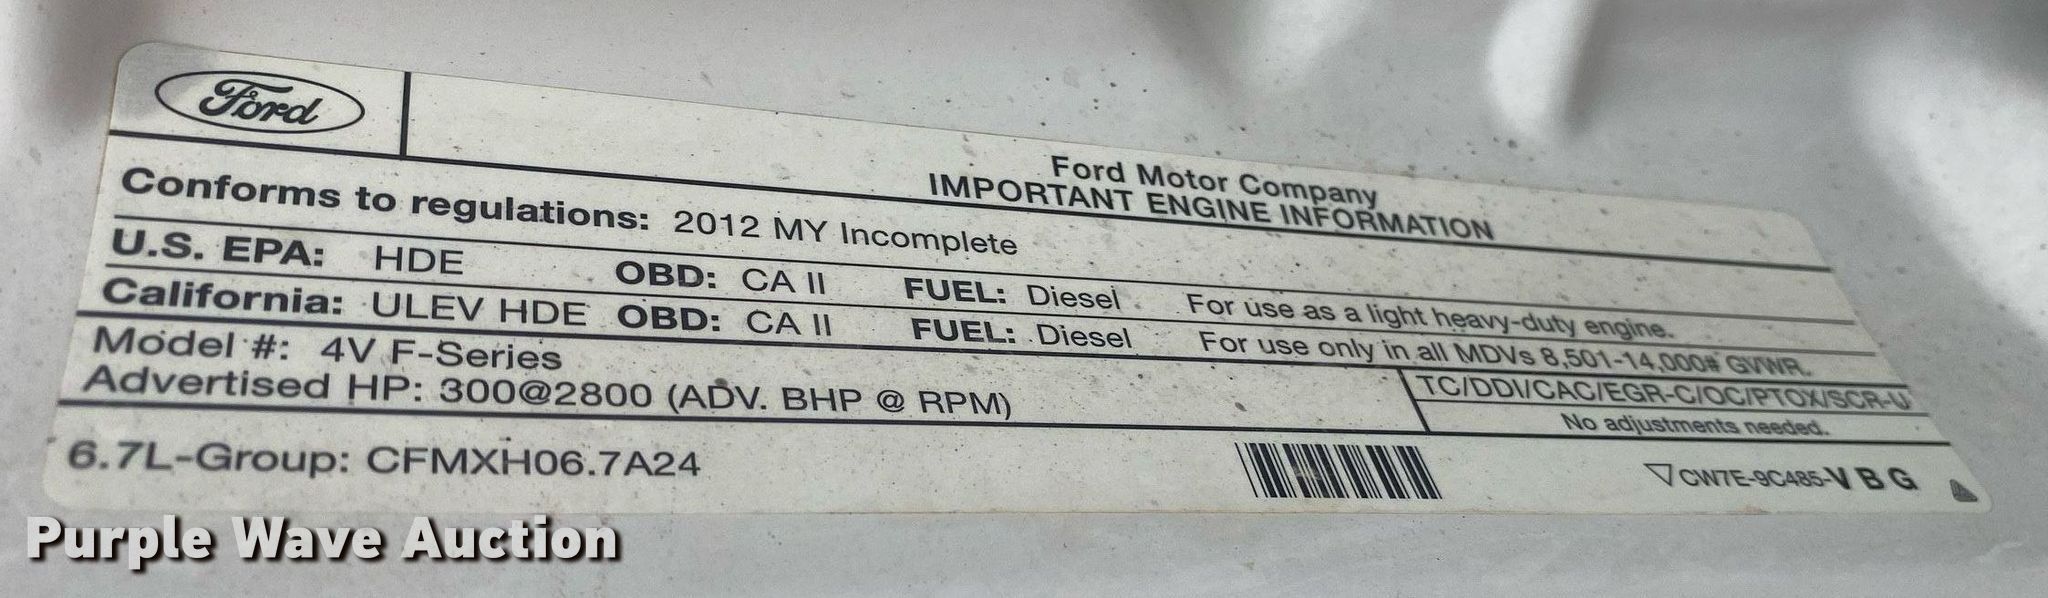 Ford
Ford Motor Company
IMPORTANT ENGINE INFORMATION
Conforms to regulations: 2012 MY Incomplete
U.S. EPA: HDE OBD: CA II FUEL: Diesel For use as a light heavy-duty engine.
California: ULEV HDE OBD: CA II FUEL: Diesel For use only in all MDVs 8,501-14,000# GVWR.
Model #: 4V F-Series
TC/DDI/CAC/EGR-C/OC/PTOX/SCR-U
Advertised HP: 300@2800 (ADV. BHP @ RPM)
No adjustments needed.
6.7L-Group: CFMXH06.7A24
CW7E-9C485-VBG
Purple Wave Auction